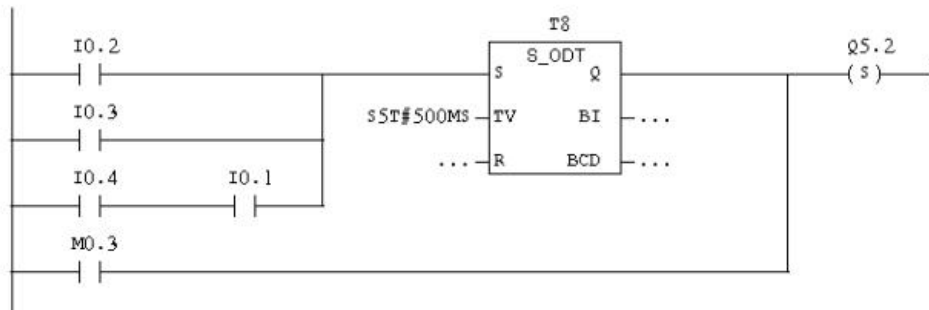 T8
I0.2
S_ODT
Q5.2
S Q
( S )
I0.3
S5T#500MS TV BI ...
I0.4 I0.1
... R BCD ...
M0.3